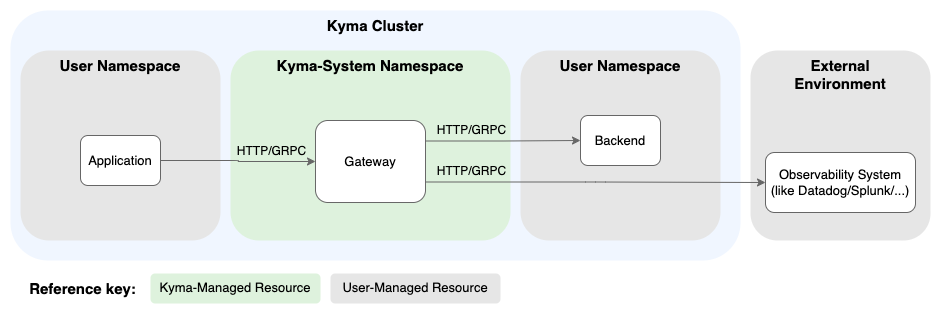 Kyma Cluster
User Namespace
Kyma-System Namespace
User Namespace
External
Environment
Application
HTTP/GRPC
Gateway
HTTP/GRPC
HTTP/GRPC
Backend
Observability System
(like Datadog/Splunk/...)
Reference key:
Kyma-Managed Resource
User-Managed Resource